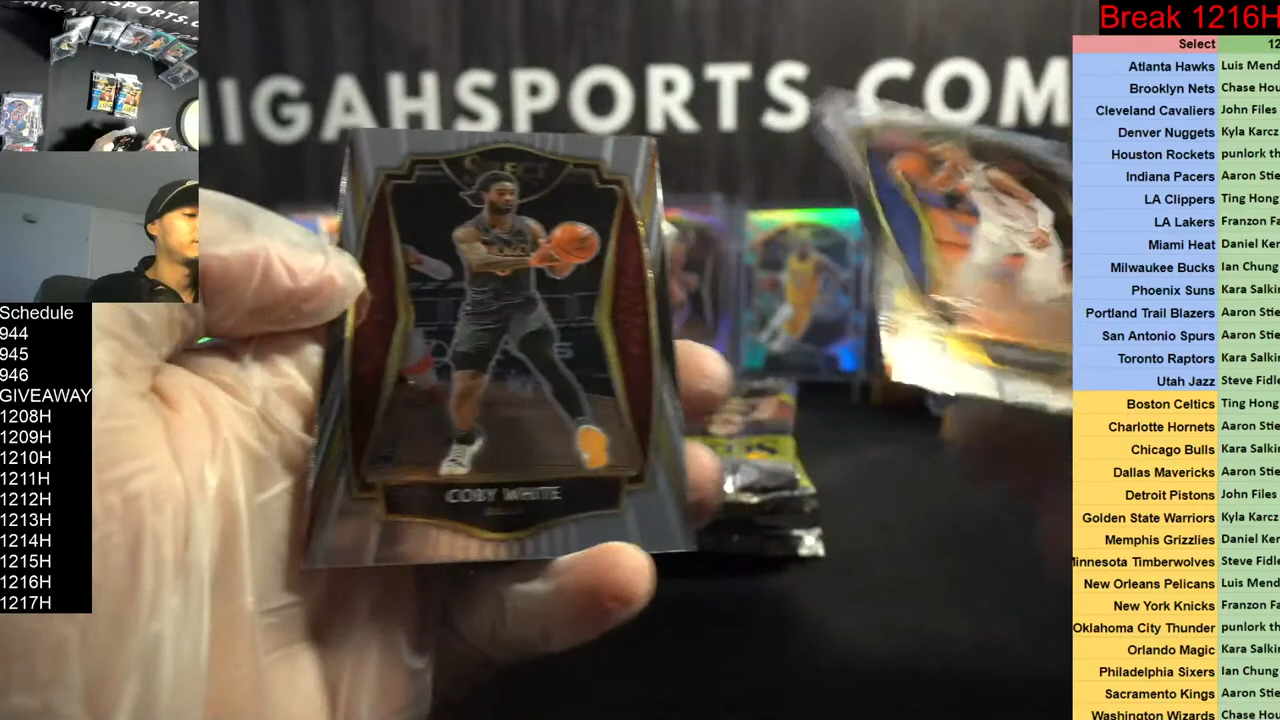 HIGAHSPORTS.COM
SPORTS.COM
Break 1216H
SELECT
COBY WHITE
Schedule
944
945
946
GIVEAWAY
1208H
1209H
1210H
1211H
1212H
1213H
1214H
1215H
1216H
1217H
Select 12
Atlanta Hawks Luis Mend
Brooklyn Nets Chase Hou
Cleveland Cavaliers John Files
Denver Nuggets Kyla Karcz
Houston Rockets punlork th
Indiana Pacers Aaron Stie
LA Clippers Ting Hong
LA Lakers Franzon Fa
Miami Heat Daniel Ker
Milwaukee Bucks Ian Chung
Phoenix Suns Kara Salkin
Portland Trail Blazers Aaron Stie
San Antonio Spurs Aaron Stie
Toronto Raptors Kara Salkin
Utah Jazz Steve Fidle
Boston Celtics Ting Hong
Charlotte Hornets Aaron Stie
Chicago Bulls Kara Salkin
Dallas Mavericks Aaron Stie
Detroit Pistons John Files
Golden State Warriors Kyla Karcz
Memphis Grizzlies Daniel Ker
Minnesota Timberwolves Steve Fidle
New Orleans Pelicans Luis Mend
New York Knicks Franzon Fa
Oklahoma City Thunder punlork th
Orlando Magic Kara Salkin
Philadelphia Sixers Ian Chung
Sacramento Kings Aaron Stie
Washington Wizards Chase Hou